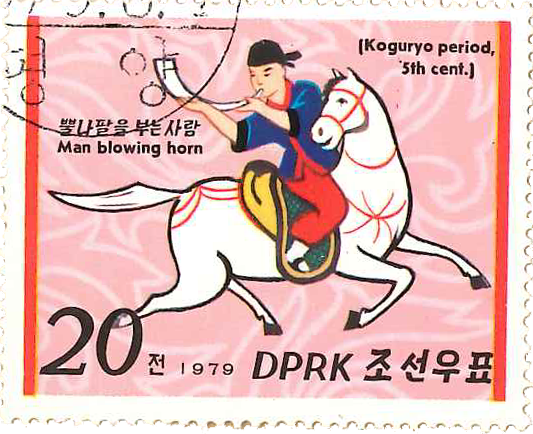 (Koguryo period,
5th cent.)
뿔나팔을 부는 사람
Man blowing horn
20 전 1979 DPRK 조선우표